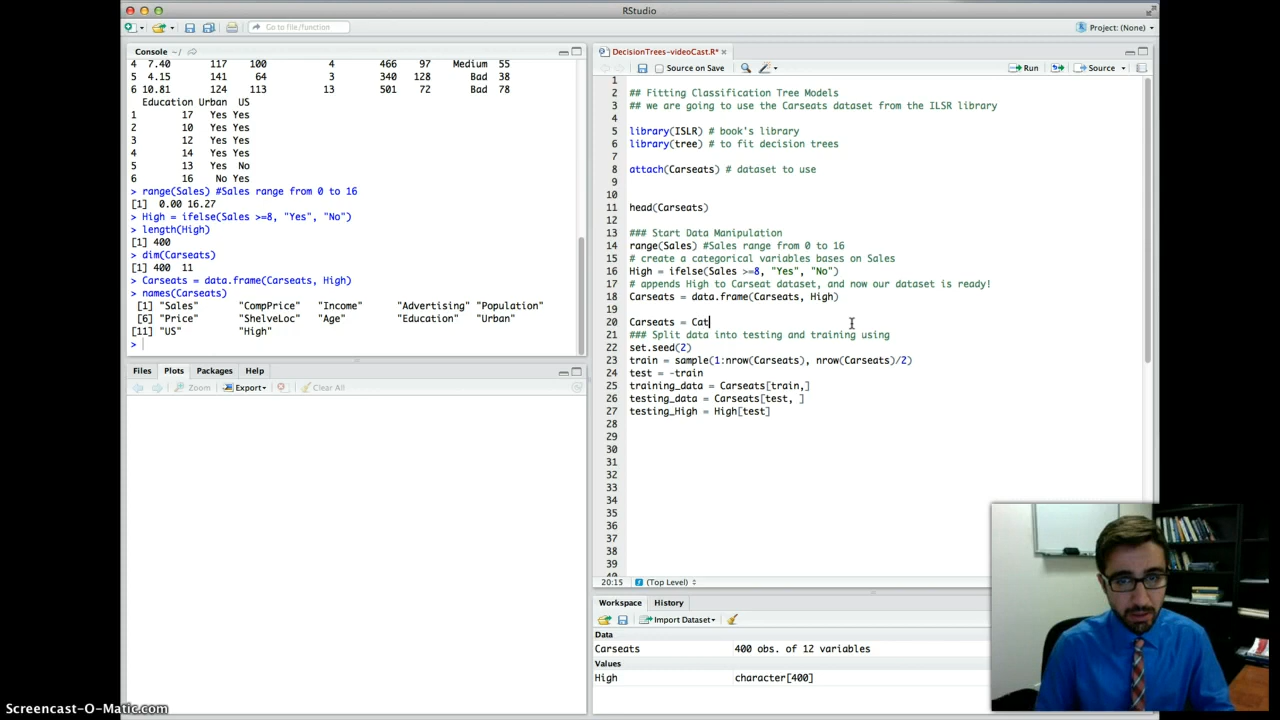 RStudio
Go to file/function
Project: (None)
Console ~/
4 7.40 117 100 4 466 97 Medium 55
5 4.15 141 64 3 340 128 Bad 38
6 10.81 124 113 13 501 72 Bad 78
Education Urban US
1 17 Yes Yes
2 10 Yes Yes
3 12 Yes Yes
4 14 Yes Yes
5 13 Yes No
6 16 No Yes
> range(Sales) #Sales range from 0 to 16
[1] 0.00 16.27
> High = ifelse(Sales >=8, "Yes", "No")
> length(High)
[1] 400
> dim(Carseats)
[1] 400 11
> Carseats = data.frame(Carseats, High)
> names(Carseats)
[1] "Sales" "CompPrice" "Income" "Advertising" "Population"
[6] "Price" "ShelveLoc" "Age" "Education" "Urban"
[11] "US" "High"
>
Files Plots Packages Help
Zoom Export Clear All
DecisionTrees-videoCast.R*
Source on Save Run Source
1
2 ## Fitting Classification Tree Models
3 ## we are going to use the Carseats dataset from the ILSR library
4
5 library(ISLR) # book's library
6 library(tree) # to fit decision trees
7
8 attach(Carseats) # dataset to use
9
10
11 head(Carseats)
12
13 ### Start Data Manipulation
14 range(Sales) #Sales range from 0 to 16
15 # create a categorical variables bases on Sales
16 High = ifelse(Sales >=8, "Yes", "No")
17 # appends High to Carseat dataset, and now our dataset is ready!
18 Carseats = data.frame(Carseats, High)
19
20 Carseats = Cat
21 ### Split data into testing and training using
22 set.seed(2)
23 train = sample(1:nrow(Carseats), nrow(Carseats)/2)
24 test = -train
25 training_data = Carseats[train,]
26 testing_data = Carseats[test, ]
27 testing_High = High[test]
28
29
30
31
32
33
34
35
36
37
38
39
40
20:15 (Top Level)
Workspace History
Import Dataset
Data
Carseats 400 obs. of 12 variables
Values
High character[400]
Screencast-O-Matic.com